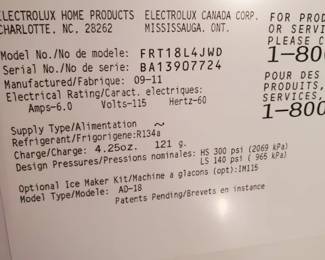 ELECTROLUX HOME PRODUCTS ELECTROLUX CANADA CORP.
CHARLOTTE, NC. 28262 MISSISSAUGA. ONT.
FOR PROD
OR SERVI
PLEASE C
1-800
Model No./No de modele: FRT18L4JWD
Serial No./No de serie: BA13907724
Manufactured/Fabrique: 09-11
Electrical Rating/Caract. electriques:
Amps-6.0 Volts-115 Hertz-60
POUR DES
PRODUITS,
SERVICES,
1-800
Supply Type/Alimentation ~
Refrigerant/Frigorigene:R134a
Charge/Charge: 4.25oz. 121 g.
Design Pressures/Pressions nominales: HS 300 psi (2069 kPa)
LS 140 psi ( 965 kPa)
Optional Ice Maker Kit/Machine a glacons (opt):IM115
Model Type/Modele: AD-18
Patents Pending/Brevets en instance